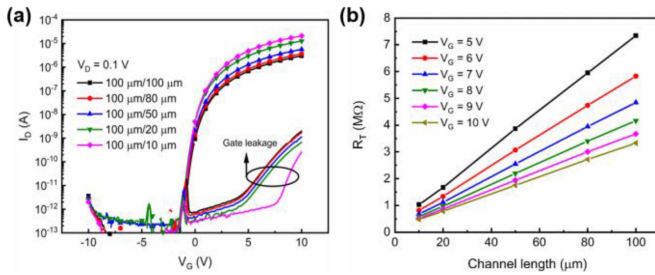 (a)
10⁻⁴
10⁻⁵
10⁻⁶
10⁻⁷
10⁻⁸
10⁻⁹
10⁻¹⁰
10⁻¹¹
10⁻¹²
10⁻¹³
I_D (A)
V_D = 0.1 V
100 μm/100 μm
100 μm/80 μm
100 μm/50 μm
100 μm/20 μm
100 μm/10 μm
Gate leakage
-10 -5 0 5 10
V_G (V)
(b)
8
7
6
5
4
3
2
1
0
R_T (MΩ)
V_G = 5 V
V_G = 6 V
V_G = 7 V
V_G = 8 V
V_G = 9 V
V_G = 10 V
0 20 40 60 80 100
Channel length (μm)